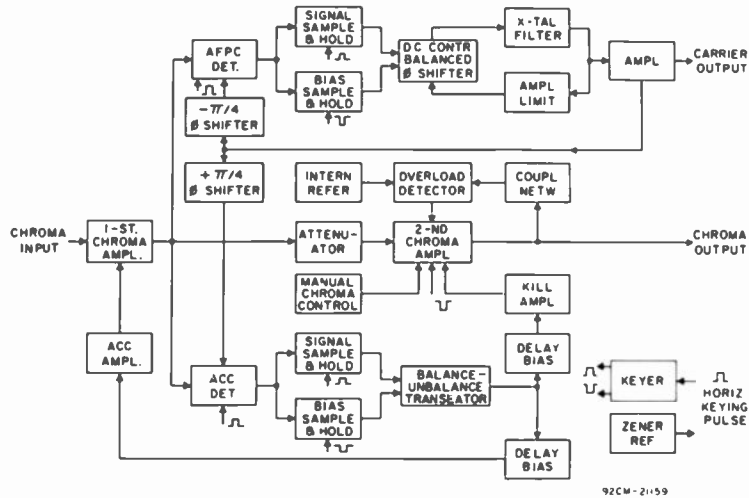 SIGNAL
SAMPLE
& HOLD
X-TAL
FILTER
AFPC
DET.
DC CONTR
BALANCED
Ø SHIFTER
AMPL
CARRIER
OUTPUT
BIAS
SAMPLE
& HOLD
AMPL
LIMIT
-π/4
Ø SHIFTER
+π/4
Ø SHIFTER
INTERN
REFER
OVERLOAD
DETECTOR
COUPL
NETW
CHROMA
INPUT
1-ST.
CHROMA
AMPL.
ATTENU-
ATOR
2-ND
CHROMA
AMPL
CHROMA
OUTPUT
MANUAL
CHROMA
CONTROL
KILL
AMPL
ACC
AMPL.
SIGNAL
SAMPLE
& HOLD
DELAY
BIAS
ACC
DET
BALANCE-
UNBALANCE
TRANSLATOR
KEYER
HORIZ
KEYING
PULSE
BIAS
SAMPLE
& HOLD
ZENER
REF
DELAY
BIAS
92CM-21159